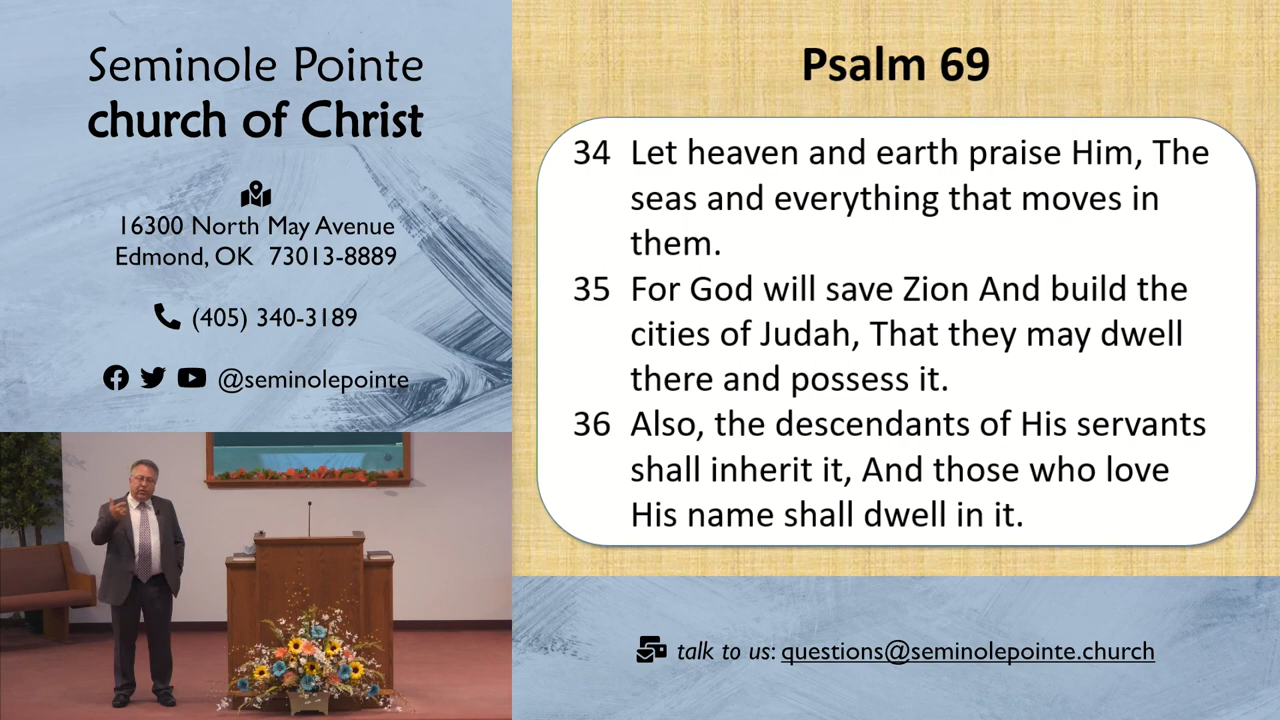 Seminole Pointe
church of Christ
16300 North May Avenue
Edmond, OK 73013-8889
(405) 340-3189
@seminolepointe
Psalm 69
34 Let heaven and earth praise Him, The
seas and everything that moves in
them.
35 For God will save Zion And build the
cities of Judah, That they may dwell
there and possess it.
36 Also, the descendants of His servants
shall inherit it, And those who love
His name shall dwell in it.
talk to us: questions@seminolepointe.church